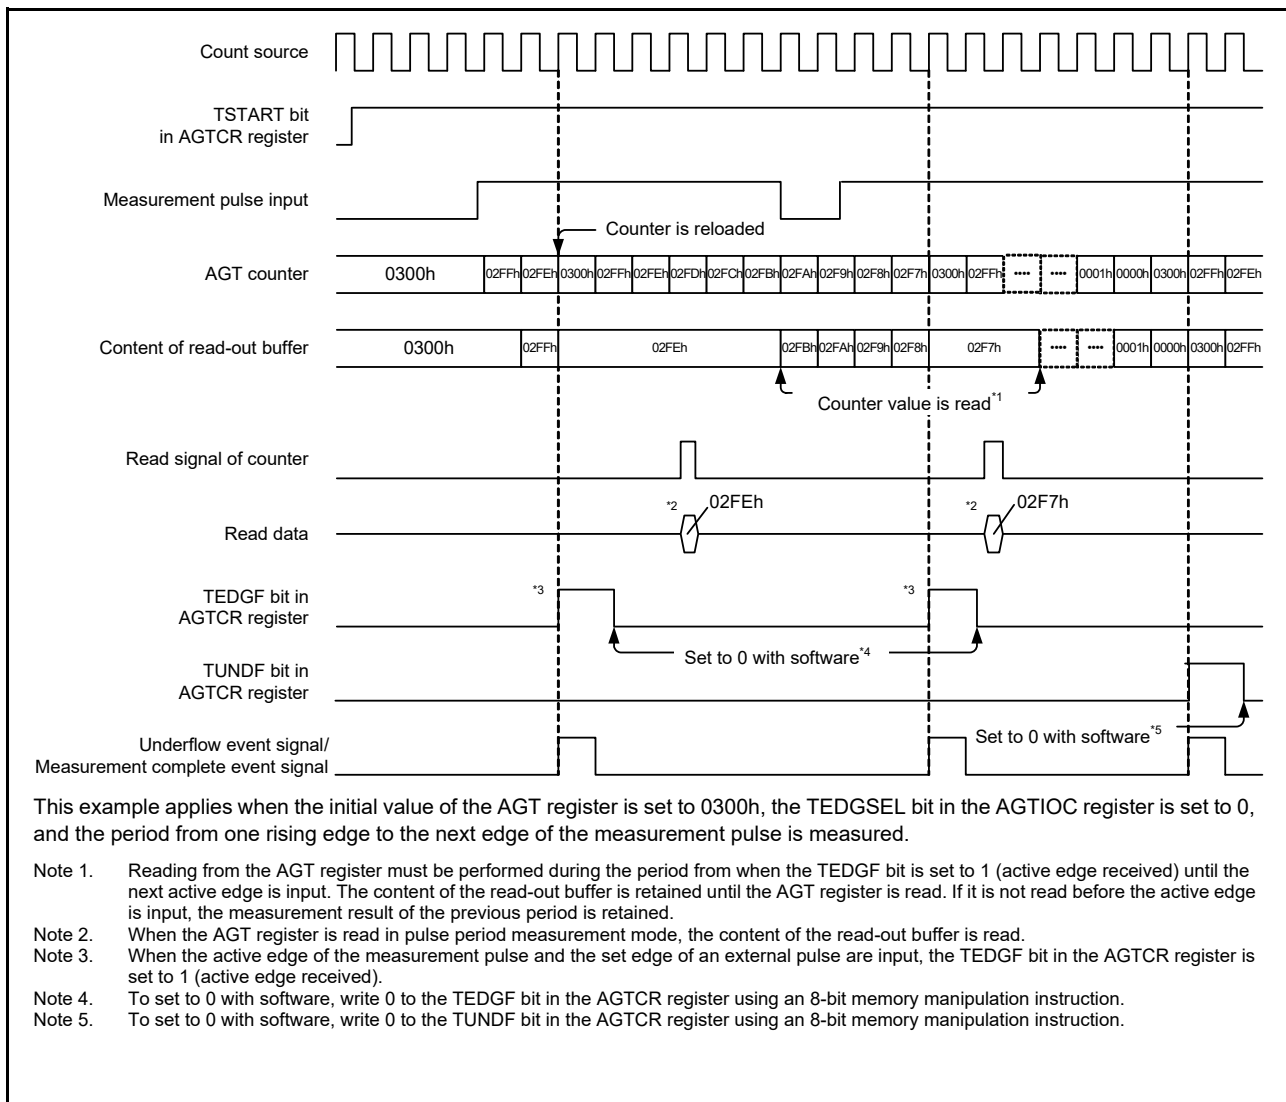 Count source
TSTART bit
in AGTCR register
Measurement pulse input
Counter is reloaded
AGT counter
0300h 02FFh 02FEh 0300h 02FFh 02FEh 02FDh 02FCh 02FBh 02FAh 02F9h 02F8h 02F7h 0300h 02FFh •••• •••• 0001h 0000h 0300h 02FFh 02FEh
Content of read-out buffer
0300h 02FFh 02FEh 02FBh 02FAh 02F9h 02F8h 02F7h •••• •••• 0001h 0000h 0300h 02FFh
Counter value is read*1
Read signal of counter
*2 02FEh *2 02F7h
Read data
TEDGF bit in
AGTCR register
*3 *3
Set to 0 with software*4
TUNDF bit in
AGTCR register
Set to 0 with software*5
Underflow event signal/
Measurement complete event signal
This example applies when the initial value of the AGT register is set to 0300h, the TEDGSEL bit in the AGTIOC register is set to 0,
and the period from one rising edge to the next edge of the measurement pulse is measured.
Note 1. Reading from the AGT register must be performed during the period from when the TEDGF bit is set to 1 (active edge received) until the
next active edge is input. The content of the read-out buffer is retained until the AGT register is read. If it is not read before the active edge
is input, the measurement result of the previous period is retained.
Note 2. When the AGT register is read in pulse period measurement mode, the content of the read-out buffer is read.
Note 3. When the active edge of the measurement pulse and the set edge of an external pulse are input, the TEDGF bit in the AGTCR register is
set to 1 (active edge received).
Note 4. To set to 0 with software, write 0 to the TEDGF bit in the AGTCR register using an 8-bit memory manipulation instruction.
Note 5. To set to 0 with software, write 0 to the TUNDF bit in the AGTCR register using an 8-bit memory manipulation instruction.